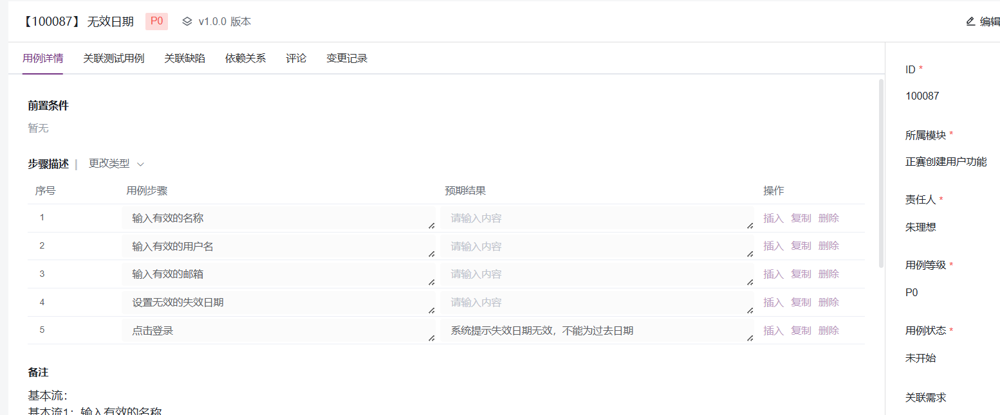 【100087】 无效日期 P0 v1.0.0 版本
编辑
用例详情 关联测试用例 关联缺陷 依赖关系 评论 变更记录
前置条件
暂无
步骤描述 | 更改类型
序号 用例步骤 预期结果 操作
1 输入有效的名称 请输入内容 插入 复制 删除
2 输入有效的用户名 请输入内容 插入 复制 删除
3 输入有效的邮箱 请输入内容 插入 复制 删除
4 设置无效的失效日期 请输入内容 插入 复制 删除
5 点击登录 系统提示失效日期无效，不能为过去日期 插入 复制 删除
备注
基本流：
基本流1：输入有效的名称
ID *
100087
所属模块 *
正赛创建用户功能
责任人 *
朱理想
用例等级 *
P0
用例状态 *
未开始
关联需求